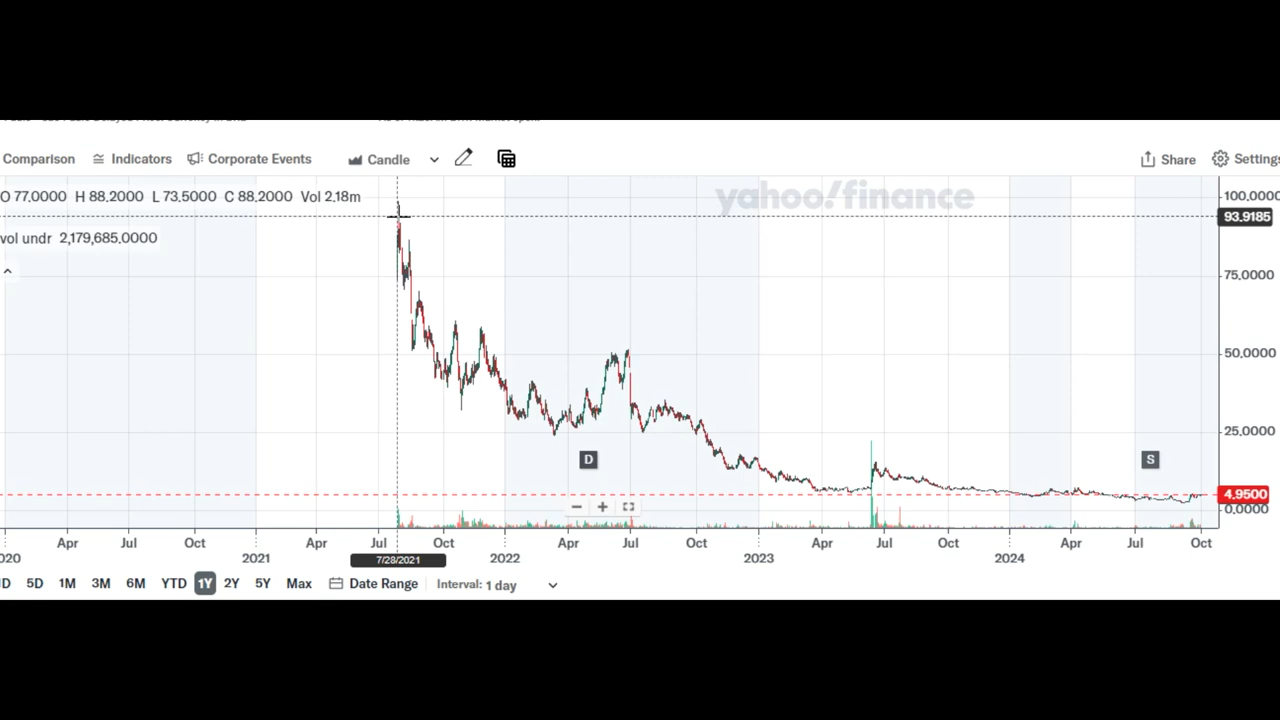 Comparison Indicators Corporate Events Candle Share Settings
O 77,0000 H 88,2000 L 73,5000 C 88,2000 Vol 2,18m
yahoo!finance
vol undr 2,179,685,0000
100,0000
93,9185
75,0000
50,0000
25,0000
D
S
4,9500
0,0000
Apr Jul Oct Apr Jul Oct Apr Jul Oct Apr Jul Oct Apr Jul Oct
2021 7/28/2021 2022 2023 2024
5D 1M 3M 6M YTD 1Y 2Y 5Y Max Date Range Interval: 1 day